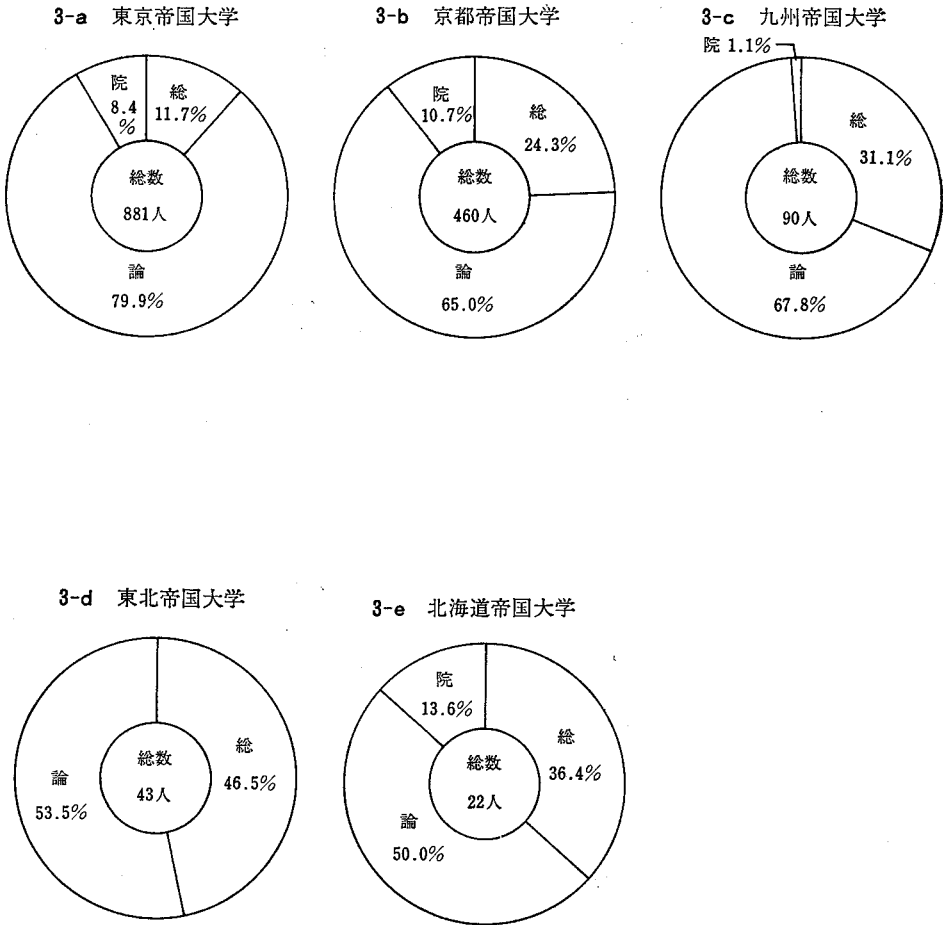 3-a 東京帝国大学
院
8.4
%
総
11.7%
総数
881人
論
79.9%
3-b 京都帝国大学
院
10.7%
総
24.3%
総数
460人
論
65.0%
3-c 九州帝国大学
院 1.1%
総
31.1%
総数
90人
論
67.8%
3-d 東北帝国大学
総
46.5%
総数
43人
論
53.5%
3-e 北海道帝国大学
院
13.6%
総
36.4%
総数
22人
論
50.0%